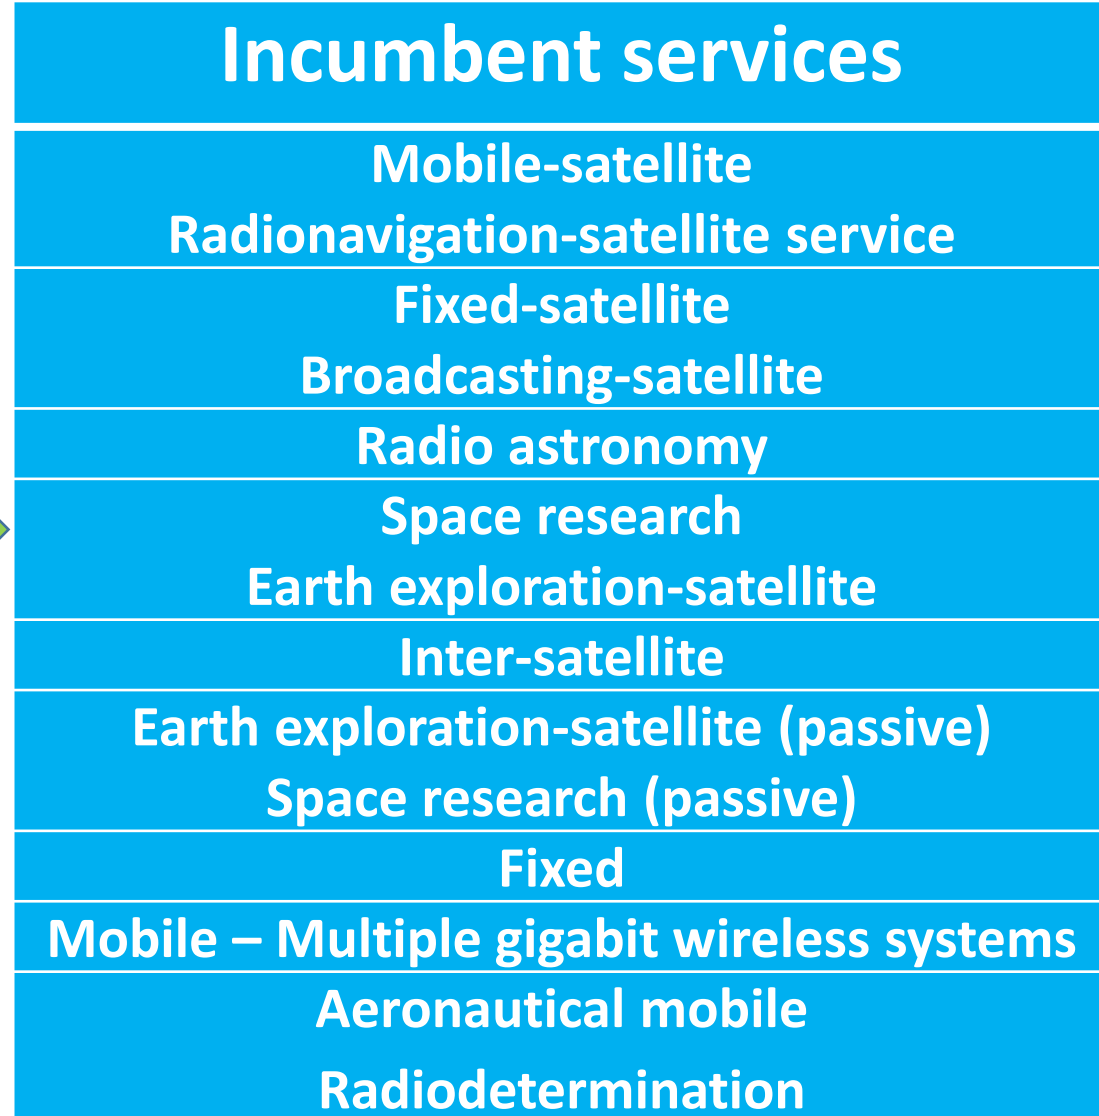 Incumbent services
Mobile-satellite
Radionavigation-satellite service
Fixed-satellite
Broadcasting-satellite
Radio astronomy
Space research
Earth exploration-satellite
Inter-satellite
Earth exploration-satellite (passive)
Space research (passive)
Fixed
Mobile – Multiple gigabit wireless systems
Aeronautical mobile
Radiodetermination